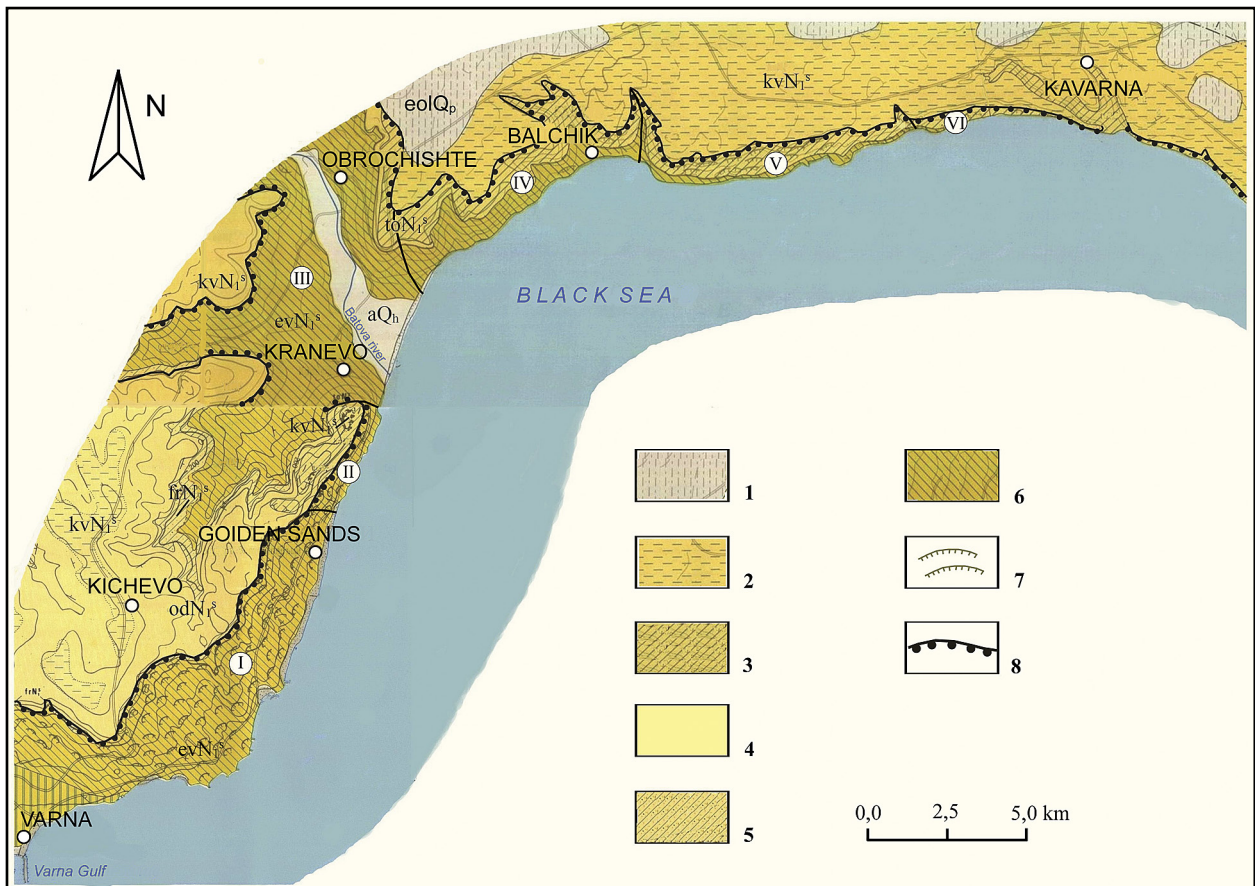 KAVARNA
kvN₁ˢ
eolQₚ
N
VI
BALCHIK
OBROCHISHTE
V
IV
toN₁ˢ
kvN₁ˢ
III
BLACK SEA
aQₕ
evN₁ˢ
Batova river
KRANEVO
kvN₁ˢ
II
frN₁ˢ
kvN₁ˢ
GOIDEN SANDS
KICHEVO
odN₁ˢ
I
evN₁ˢ
VARNA
Varna Gulf
1
2
3
4
5
6
7
8
0,0 2,5 5,0 km